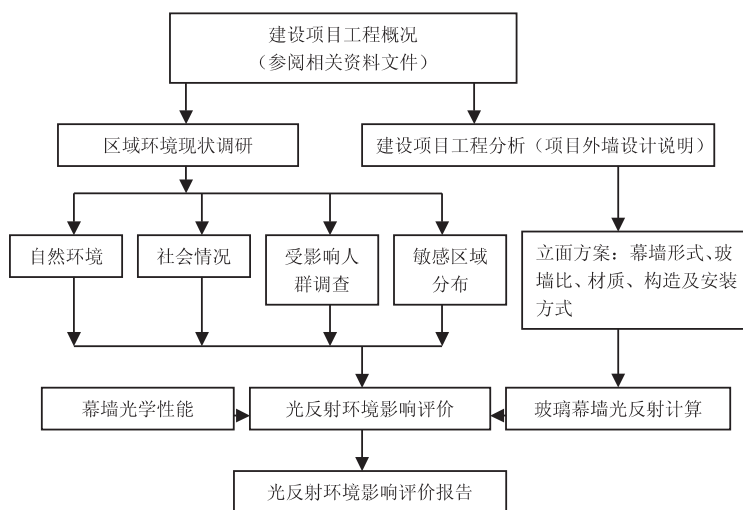 建设项目工程概况
（参阅相关资料文件）
区域环境现状调研
建设项目工程分析（项目外墙设计说明）
自然环境
社会情况
受影响人
群调查
敏感区域
分布
立面方案：幕墙形式、玻
墙比、材质、构造及安装
方式
幕墙光学性能
光反射环境影响评价
玻璃幕墙光反射计算
光反射环境影响评价报告